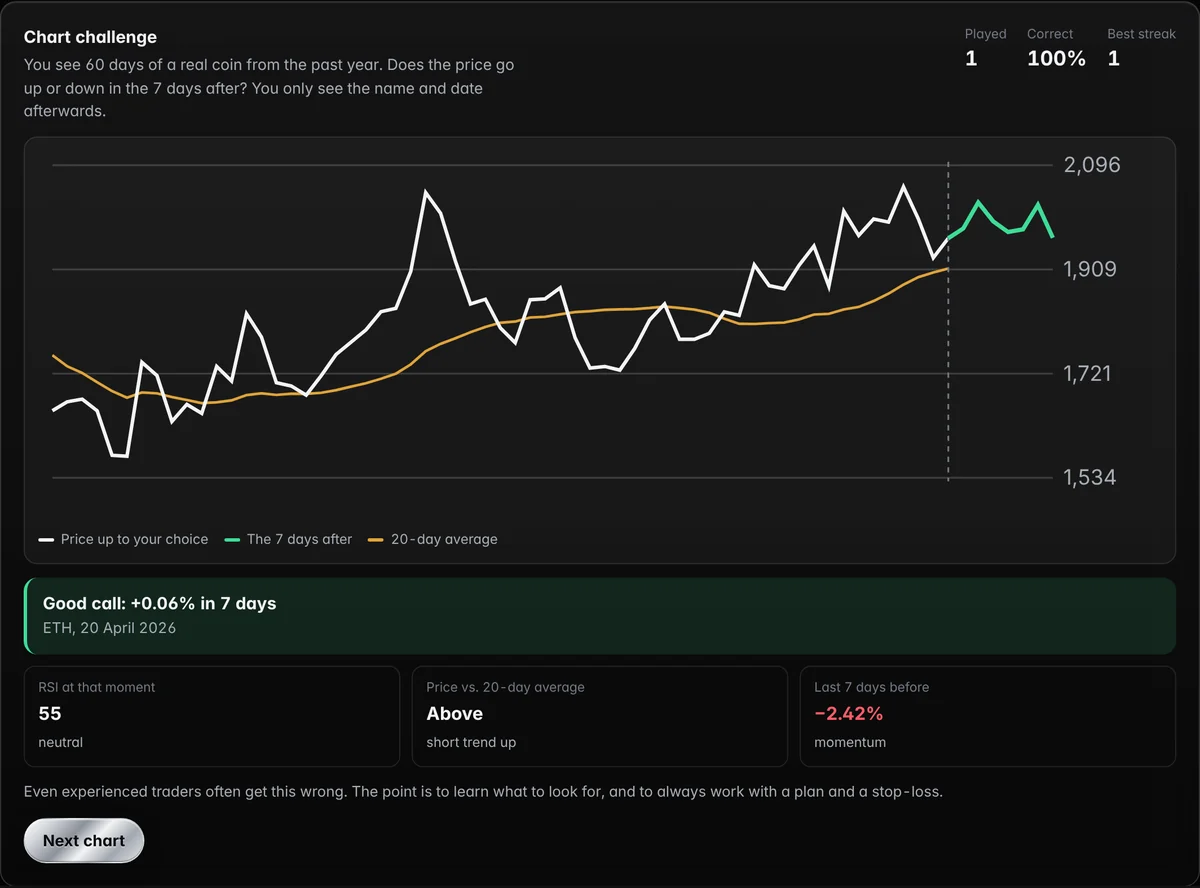 Chart challenge
You see 60 days of a real coin from the past year. Does the price go
up or down in the 7 days after? You only see the name and date
afterwards.
Played
1
Correct
100%
Best streak
1
2,096
1,909
1,721
1,534
Price up to your choice
The 7 days after
20-day average
Good call: +0.06% in 7 days
ETH, 20 April 2026
RSI at that moment
55
neutral
Price vs. 20-day average
Above
short trend up
Last 7 days before
−2.42%
momentum
Even experienced traders often get this wrong. The point is to learn what to look for, and to always work with a plan and a stop-loss.
Next chart